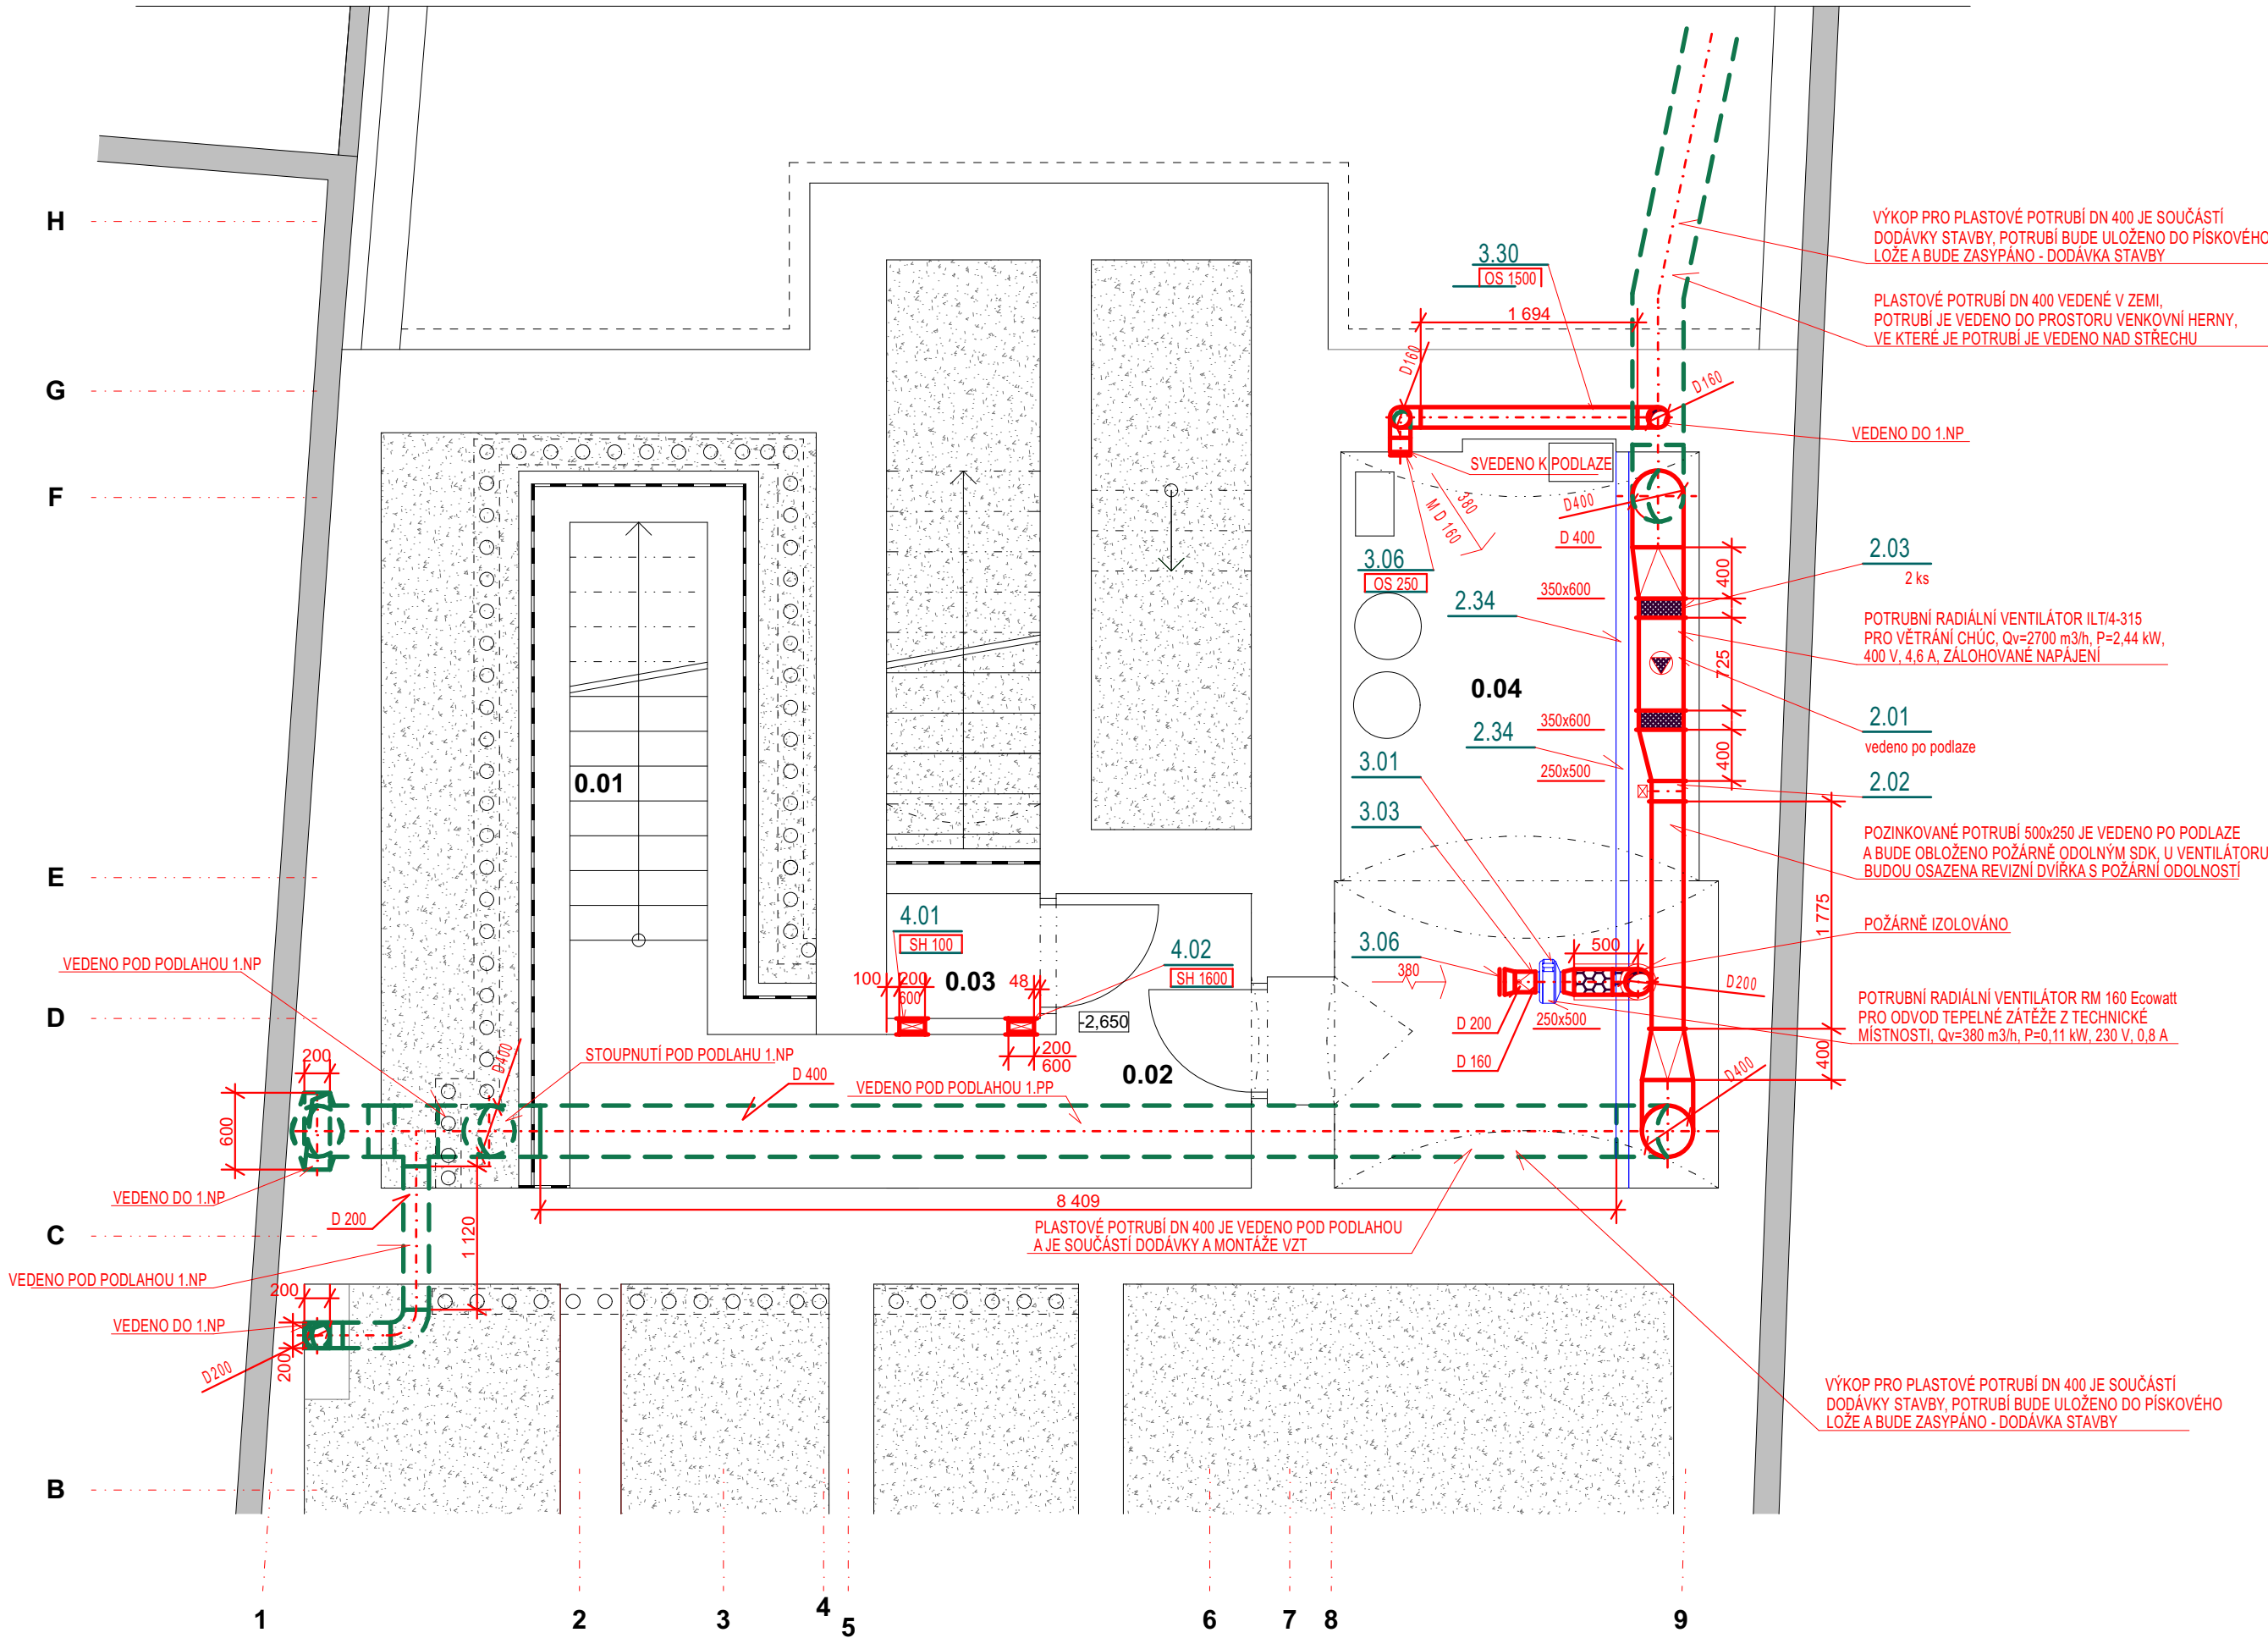 H
G
F
E
D
C
B
1
2
3
4
5
6
7
8
9
VÝKOP PRO PLASTOVÉ POTRUBÍ DN 400 JE SOUČÁSTÍ
DODÁVKY STAVBY, POTRUBÍ BUDE ULOŽENO DO PÍSKOVÉHO
LOŽE A BUDE ZASYPÁNO - DODÁVKA STAVBY
PLASTOVÉ POTRUBÍ DN 400 VEDENÉ V ZEMI,
POTRUBÍ JE VEDENO DO PROSTORU VENKOVNÍ HERNY,
VE KTERÉ JE POTRUBÍ JE VEDENO NAD STŘECHU
3.30
OS 1500
1 694
D160
D160
VEDENO DO 1.NP
SVEDENO K PODLAZE
380
M D 160
D400
D 400
3.06
OS 250
350x600
2.34
0.04
350x600
2.34
250x500
3.01
3.03
400
725
400
2.03
2 ks
POTRUBNÍ RADIÁLNÍ VENTILÁTOR ILT/4-315
PRO VĚTRÁNÍ CHÚC, Qv=2700 m3/h, P=2,44 kW,
400 V, 4,6 A, ZÁLOHOVANÉ NAPÁJENÍ
2.01
vedeno po podlaze
2.02
POZINKOVANÉ POTRUBÍ 500x250 JE VEDENO PO PODLAZE
A BUDE OBLOŽENO POŽÁRNĚ ODOLNÝM SDK, U VENTILÁTORU
BUDOU OSAZENA REVIZNÍ DVÍŘKA S POŽÁRNÍ ODOLNOSTÍ
1 775
POŽÁRNĚ IZOLOVÁNO
3.06
380
500
D200
D 200
250x500
D 160
POTRUBNÍ RADIÁLNÍ VENTILÁTOR RM 160 Ecowatt
PRO ODVOD TEPELNÉ ZÁTĚŽE Z TECHNICKÉ
MÍSTNOSTI, Qv=380 m3/h, P=0,11 kW, 230 V, 0,8 A
400
D400
0.01
4.01
SH 100
100
200
600
0.03
48
4.02
SH 1600
-2,650
200
600
0.02
VEDENO POD PODLAHOU 1.NP
STOUPNUTÍ POD PODLAHU 1.NP
D400
D 400
VEDENO POD PODLAHOU 1.PP
200
600
VEDENO DO 1.NP
D 200
1 120
8 409
PLASTOVÉ POTRUBÍ DN 400 JE VEDENO POD PODLAHOU
A JE SOUČÁSTÍ DODÁVKY A MONTÁŽE VZT
VEDENO POD PODLAHOU 1.NP
200
VEDENO DO 1.NP
D200
200
VÝKOP PRO PLASTOVÉ POTRUBÍ DN 400 JE SOUČÁSTÍ
DODÁVKY STAVBY, POTRUBÍ BUDE ULOŽENO DO PÍSKOVÉHO
LOŽE A BUDE ZASYPÁNO - DODÁVKA STAVBY